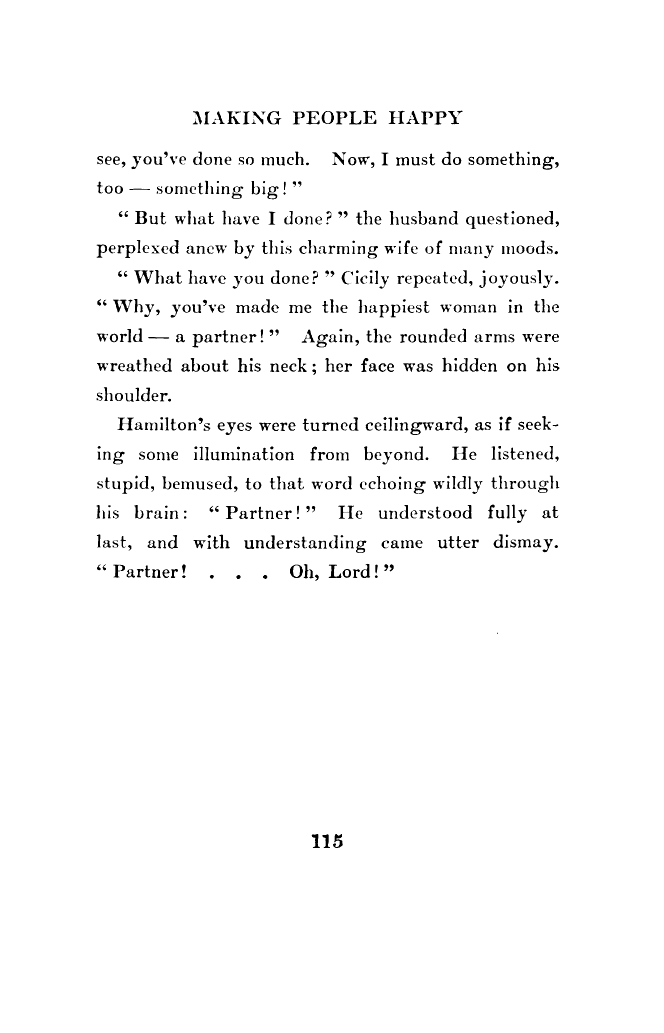 MAKING PEOPLE HAPPY
see, you've done so much. Now, I must do something,
too — something big! ”
“ But what have I done? ” the husband questioned,
perplexed anew by this charming wife of many moods.
“ What have you done? ” Cicily repeated, joyously.
“ Why, you've made me the happiest woman in the
world — a partner! ” Again, the rounded arms were
wreathed about his neck; her face was hidden on his
shoulder.
Hamilton's eyes were turned ceilingward, as if seek-
ing some illumination from beyond. He listened,
stupid, bemused, to that word echoing wildly through
his brain: “ Partner! ” He understood fully at
last, and with understanding came utter dismay.
“ Partner! . . . Oh, Lord! ”
115